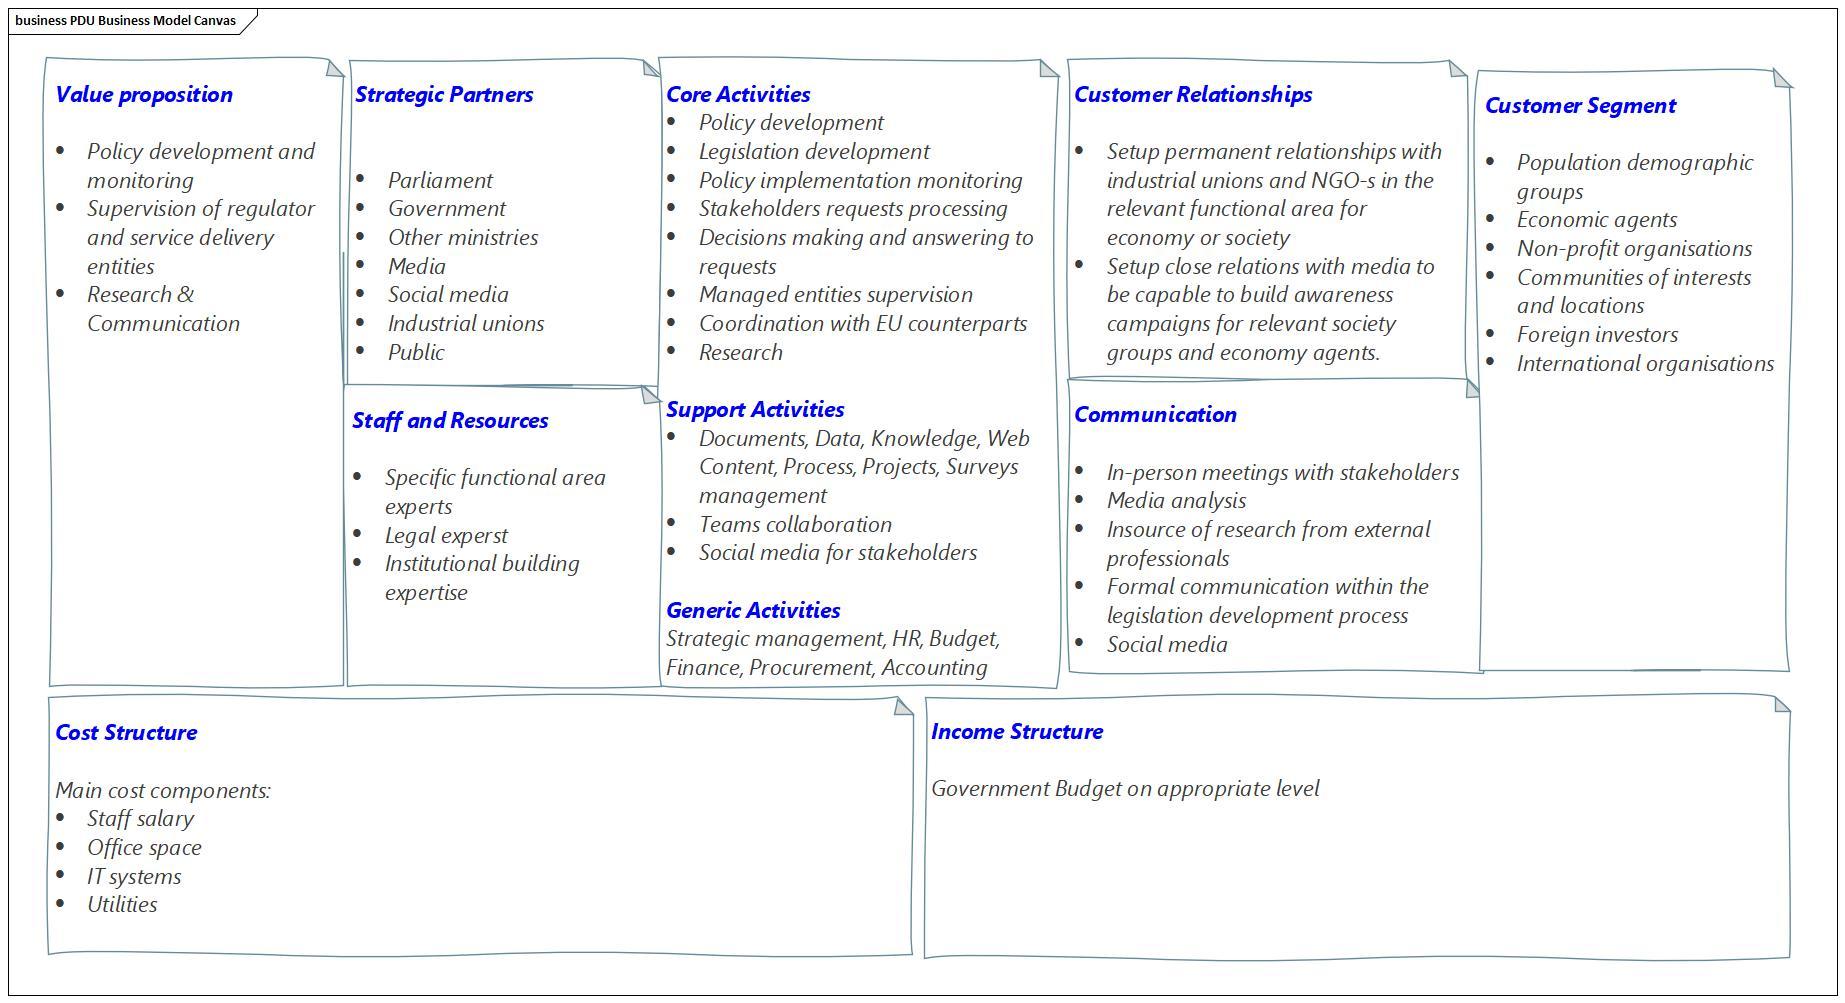 business PDU Business Model Canvas
Value proposition
• Policy development and
monitoring
• Supervision of regulator
and service delivery
entities
• Research &
Communication
Strategic Partners
• Parliament
• Government
• Other ministries
• Media
• Social media
• Industrial unions
• Public
Staff and Resources
• Specific functional area
experts
• Legal experst
• Institutional building
expertise
Core Activities
• Policy development
• Legislation development
• Policy implementation monitoring
• Stakeholders requests processing
• Decisions making and answering to
requests
• Managed entities supervision
• Coordination with EU counterparts
• Research
Support Activities
• Documents, Data, Knowledge, Web
Content, Process, Projects, Surveys
management
• Teams collaboration
• Social media for stakeholders
Generic Activities
Strategic management, HR, Budget,
Finance, Procurement, Accounting
Customer Relationships
• Setup permanent relationships with
industrial unions and NGO-s in the
relevant functional area for
economy or society
• Setup close relations with media to
be capable to build awareness
campaigns for relevant society
groups and economy agents.
Communication
• In-person meetings with stakeholders
• Media analysis
• Insource of research from external
professionals
• Formal communication within the
legislation development process
• Social media
Customer Segment
• Population demographic
groups
• Economic agents
• Non-profit organisations
• Communities of interests
and locations
• Foreign investors
• International organisations
Cost Structure
Main cost components:
• Staff salary
• Office space
• IT systems
• Utilities
Income Structure
Government Budget on appropriate level